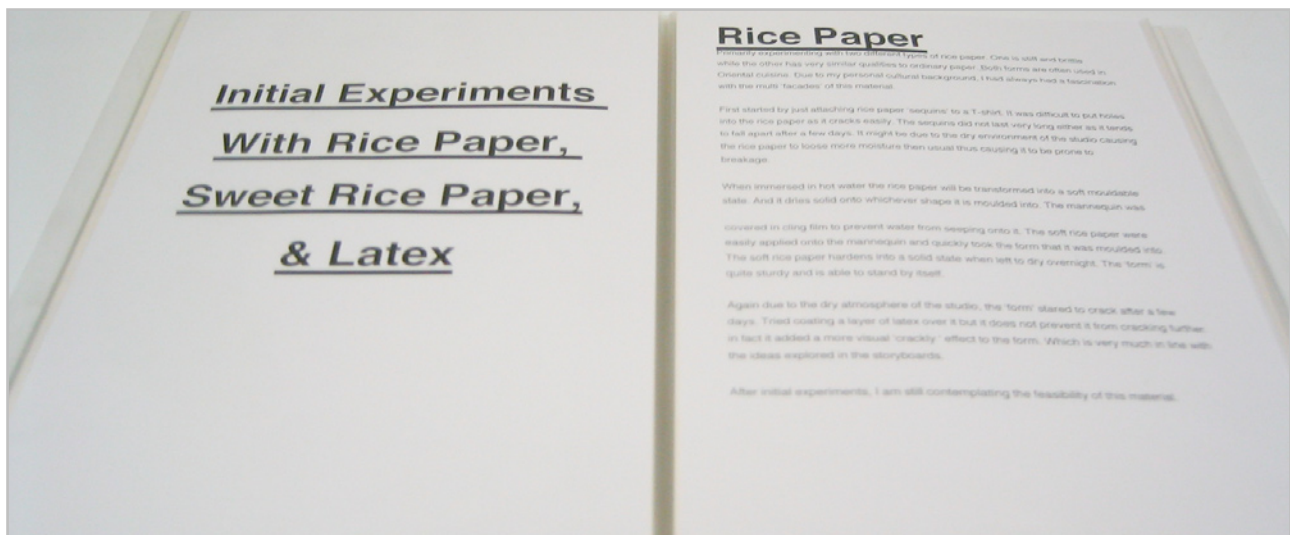 Initial Experiments
With Rice Paper,
Sweet Rice Paper,
& Latex
Rice Paper
Primarily experimenting with two different types of rice paper. One is stiff and brittle
while the other has very similar qualities to ordinary paper. Both forms are often used in
Oriental cuisine. Due to my personal cultural background, I had always had a fascination
with the multi 'facades' of this material.
First started by just attaching rice paper 'sequins' to a T-shirt. It was difficult to put holes
into the rice paper as it cracks easily. The sequins did not last very long either as it tends
to fall apart after a few days. It might be due to the dry environment of the studio causing
the rice paper to loose more moisture then usual thus causing it to be prone to
breakage.
When immersed in hot water the rice paper will be transformed into a soft mouldable
state. And it dries solid onto whichever shape it is moulded into. The mannequin was
covered in cling film to prevent water from seeping onto it. The soft rice paper were
easily applied onto the mannequin and quickly took the form that it was moulded into.
The soft rice paper hardens into a solid state when left to dry overnight. The 'form' is
quite sturdy and is able to stand by itself.
Again due to the dry atmosphere of the studio, the 'form' stared to crack after a few
days. Tried coating a layer of latex over it but it does not prevent it from cracking further,
in fact it added a more visual 'crackly ' effect to the form. Which is very much in line with
the ideas explored in the storyboards.
After initial experiments, I am still contemplating the feasibility of this material.